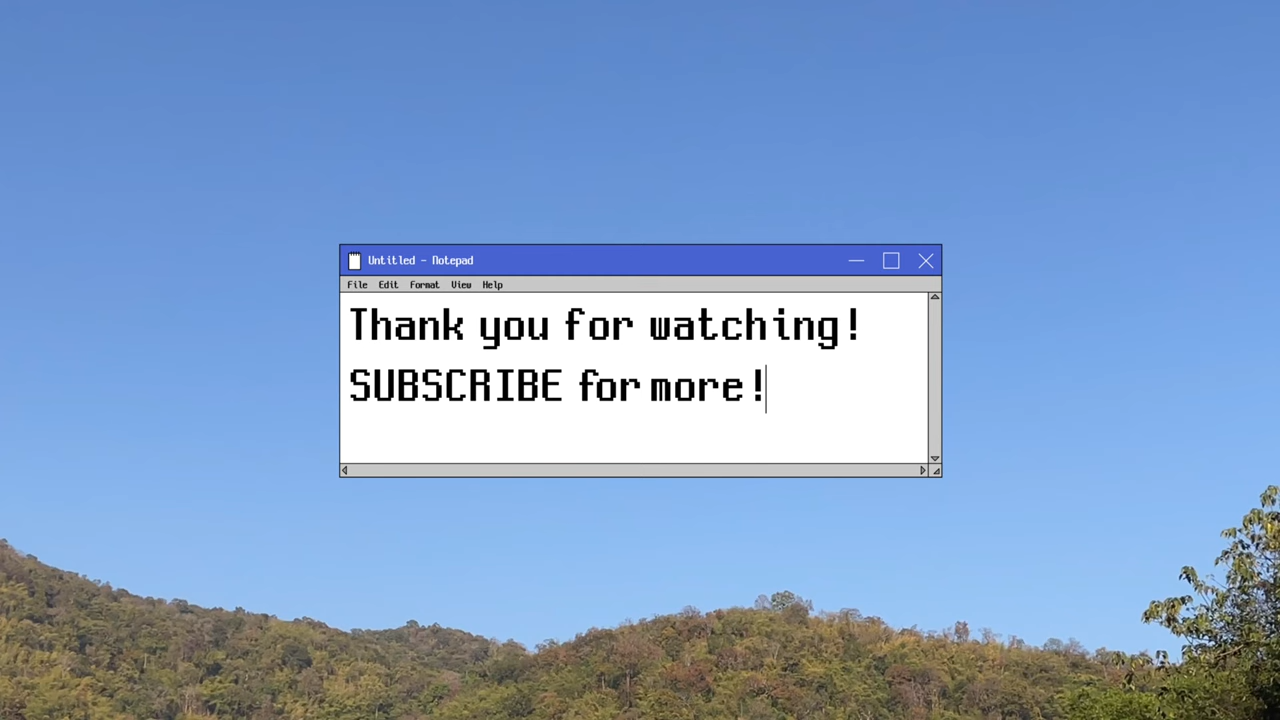 Untitled - Notepad
File Edit Format View Help
Thank you for watching!
SUBSCRIBE for more!